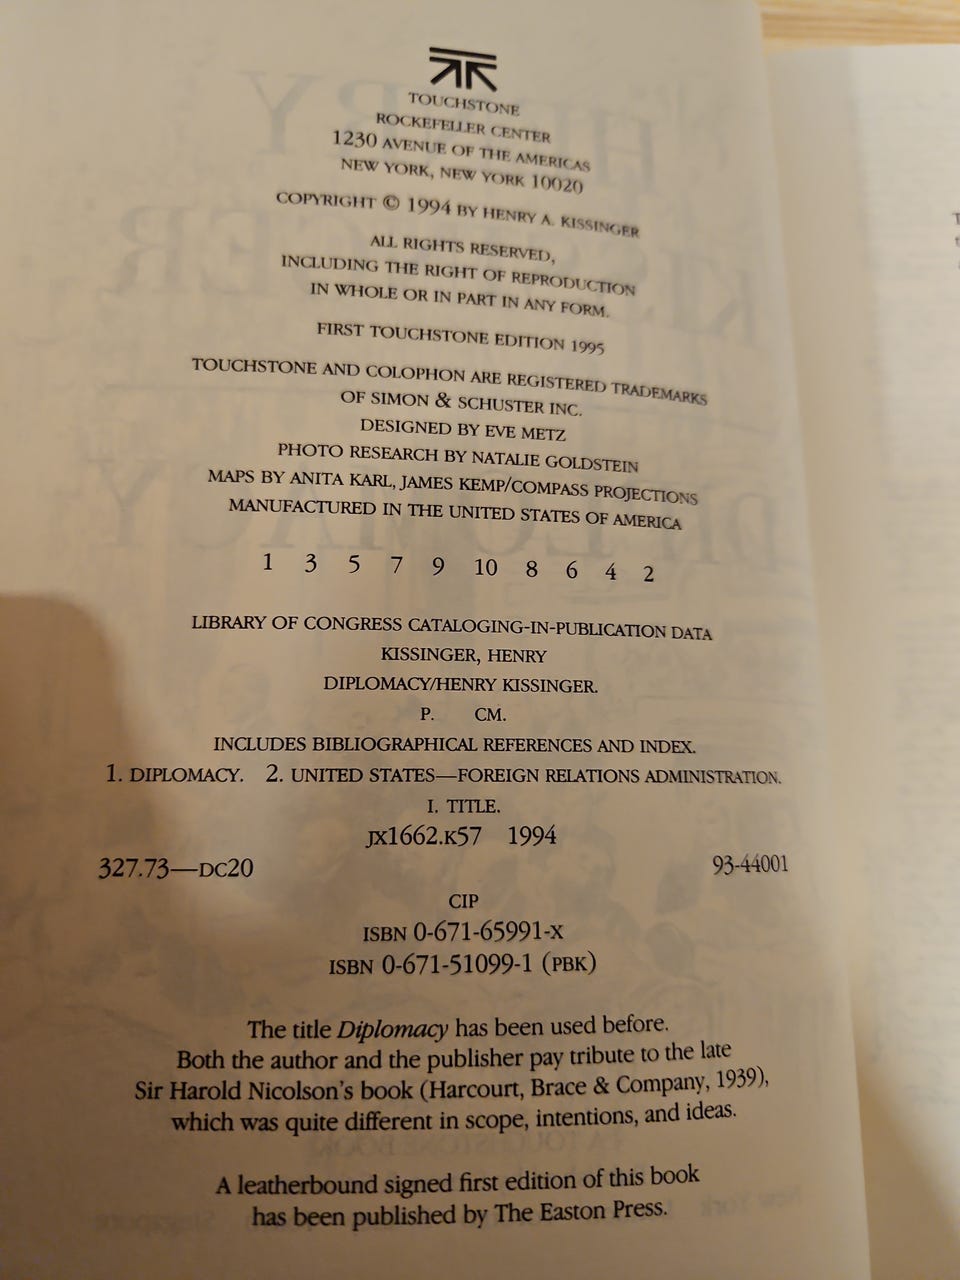 TOUCHSTONE
ROCKEFELLER CENTER
1230 AVENUE OF THE AMERICAS
NEW YORK, NEW YORK 10020
COPYRIGHT © 1994 BY HENRY A. KISSINGER
ALL RIGHTS RESERVED,
INCLUDING THE RIGHT OF REPRODUCTION
IN WHOLE OR IN PART IN ANY FORM.
FIRST TOUCHSTONE EDITION 1995
TOUCHSTONE AND COLOPHON ARE REGISTERED TRADEMARKS
OF SIMON & SCHUSTER INC.
DESIGNED BY EVE METZ
PHOTO RESEARCH BY NATALIE GOLDSTEIN
MAPS BY ANITA KARL, JAMES KEMP/COMPASS PROJECTIONS
MANUFACTURED IN THE UNITED STATES OF AMERICA
1 3 5 7 9 10 8 6 4 2
LIBRARY OF CONGRESS CATALOGING-IN-PUBLICATION DATA
KISSINGER, HENRY
DIPLOMACY/HENRY KISSINGER.
P. CM.
INCLUDES BIBLIOGRAPHICAL REFERENCES AND INDEX.
1. DIPLOMACY. 2. UNITED STATES—FOREIGN RELATIONS ADMINISTRATION.
I. TITLE.
JX1662.K57 1994
327.73—DC20 93-44001
CIP
ISBN 0-671-65991-X
ISBN 0-671-51099-1 (PBK)
The title Diplomacy has been used before.
Both the author and the publisher pay tribute to the late
Sir Harold Nicolson's book (Harcourt, Brace & Company, 1939),
which was quite different in scope, intentions, and ideas.
A leatherbound signed first edition of this book
has been published by The Easton Press.